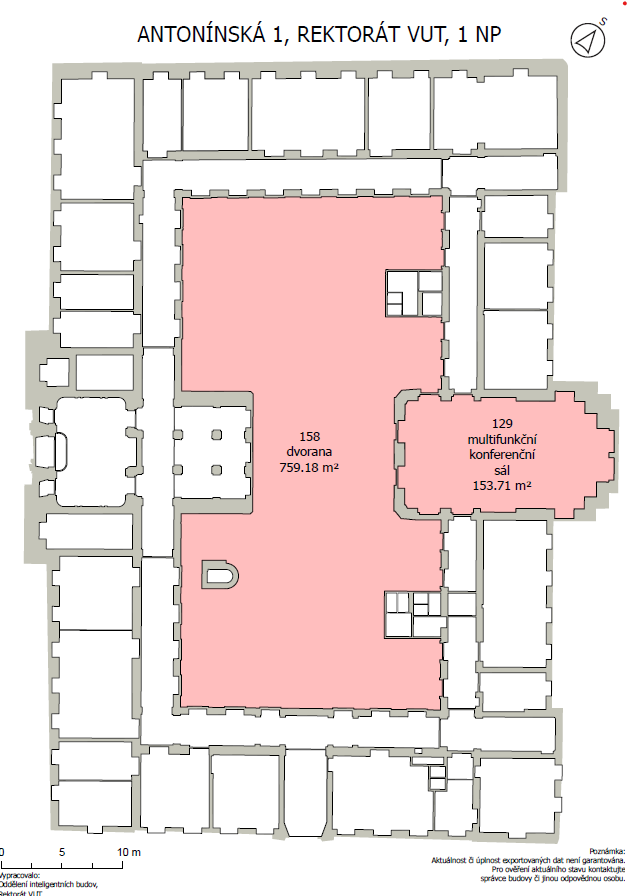 ANTONÍNSKÁ 1, REKTORÁT VUT, 1 NP
S
158
dvorana
759.18 m²
129
multifunkční
konferenční
sál
153.71 m²
0 5 10 m
Vypracovalo:
Oddělení inteligentních budov,
Rektorát VUT
Poznámka:
Aktuálnost či úplnost exportovaných dat není garantována.
Pro ověření aktuálního stavu kontaktujte
správce budovy či jinou odpovědnou osobu.